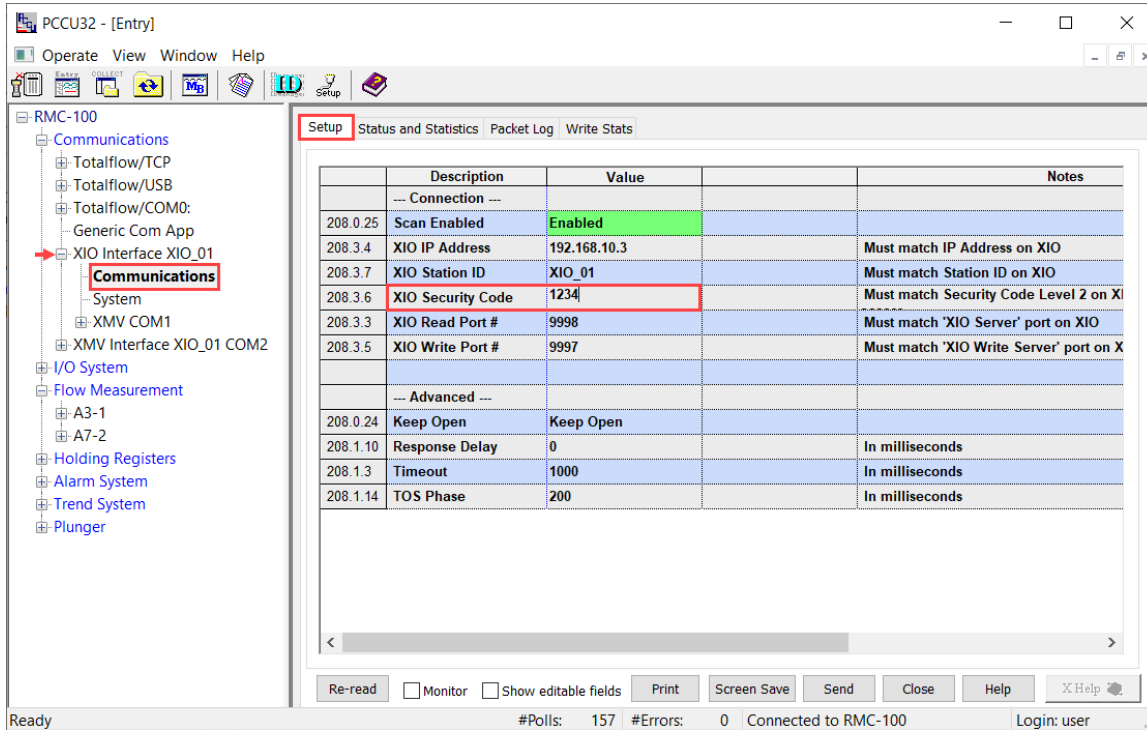 PCCU32 - [Entry]
Operate View Window Help
Entry COLLECT MB ID Setup
RMC-100
Communications
Totalflow/TCP
Totalflow/USB
Totalflow/COM0:
Generic Com App
XIO Interface XIO_01
Communications
System
XMV COM1
XMV Interface XIO_01 COM2
I/O System
Flow Measurement
A3-1
A7-2
Holding Registers
Alarm System
Trend System
Plunger
Setup Status and Statistics Packet Log Write Stats
Description Value Notes
--- Connection ---
208.0.25 Scan Enabled Enabled
208.3.4 XIO IP Address 192.168.10.3 Must match IP Address on XIO
208.3.7 XIO Station ID XIO_01 Must match Station ID on XIO
208.3.6 XIO Security Code 1234 Must match Security Code Level 2 on XI
208.3.3 XIO Read Port # 9998 Must match 'XIO Server' port on XIO
208.3.5 XIO Write Port # 9997 Must match 'XIO Write Server' port on X
--- Advanced ---
208.0.24 Keep Open Keep Open
208.1.10 Response Delay 0 In milliseconds
208.1.3 Timeout 1000 In milliseconds
208.1.14 TOS Phase 200 In milliseconds
Re-read Monitor Show editable fields Print Screen Save Send Close Help X Help
Ready #Polls: 157 #Errors: 0 Connected to RMC-100 Login: user